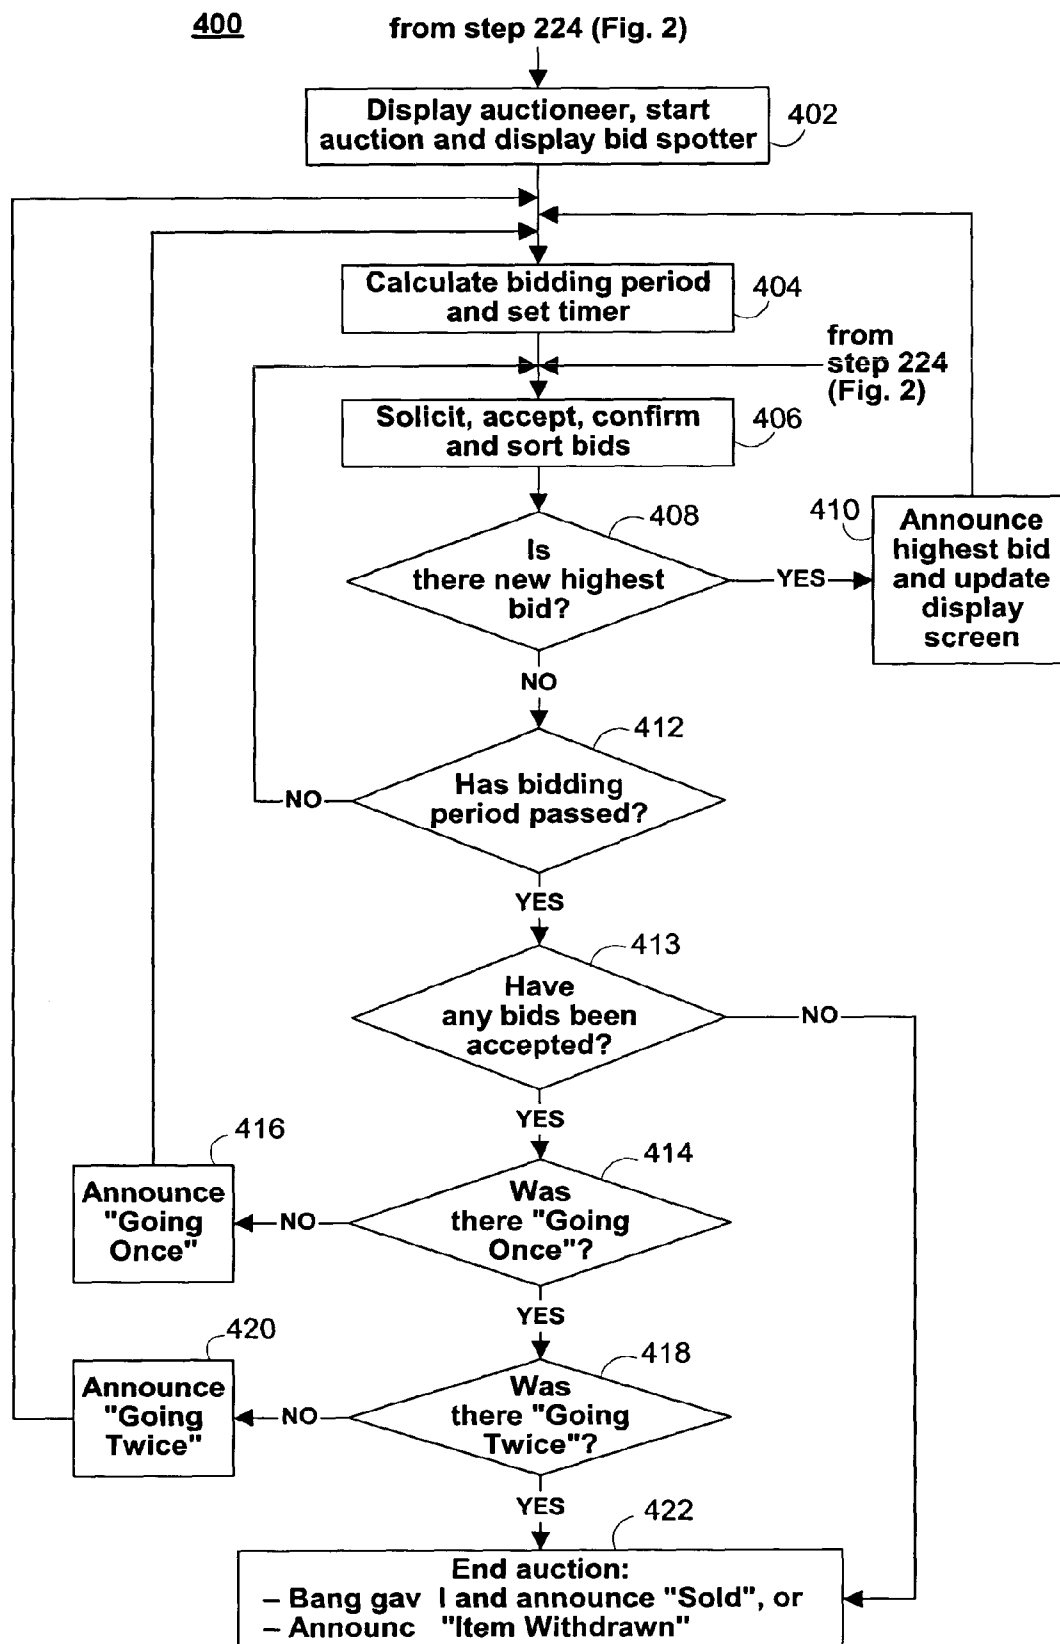 400
from step 224 (Fig. 2)
Display auctioneer, start
auction and display bid spotter
402
Calculate bidding period
and set timer
404
from
step 224
(Fig. 2)
Solicit, accept, confirm
and sort bids
406
408
Is
there new highest
bid?
YES
410
Announce
highest bid
and update
display
screen
NO
412
Has bidding
period passed?
NO
YES
413
Have
any bids been
accepted?
NO
YES
416
Announce
"Going
Once"
NO
414
Was
there "Going
Once"?
YES
420
Announce
"Going
Twice"
NO
418
Was
there "Going
Twice"?
YES
422
End auction:
– Bang gav l and announce "Sold", or
– Announc "Item Withdrawn"